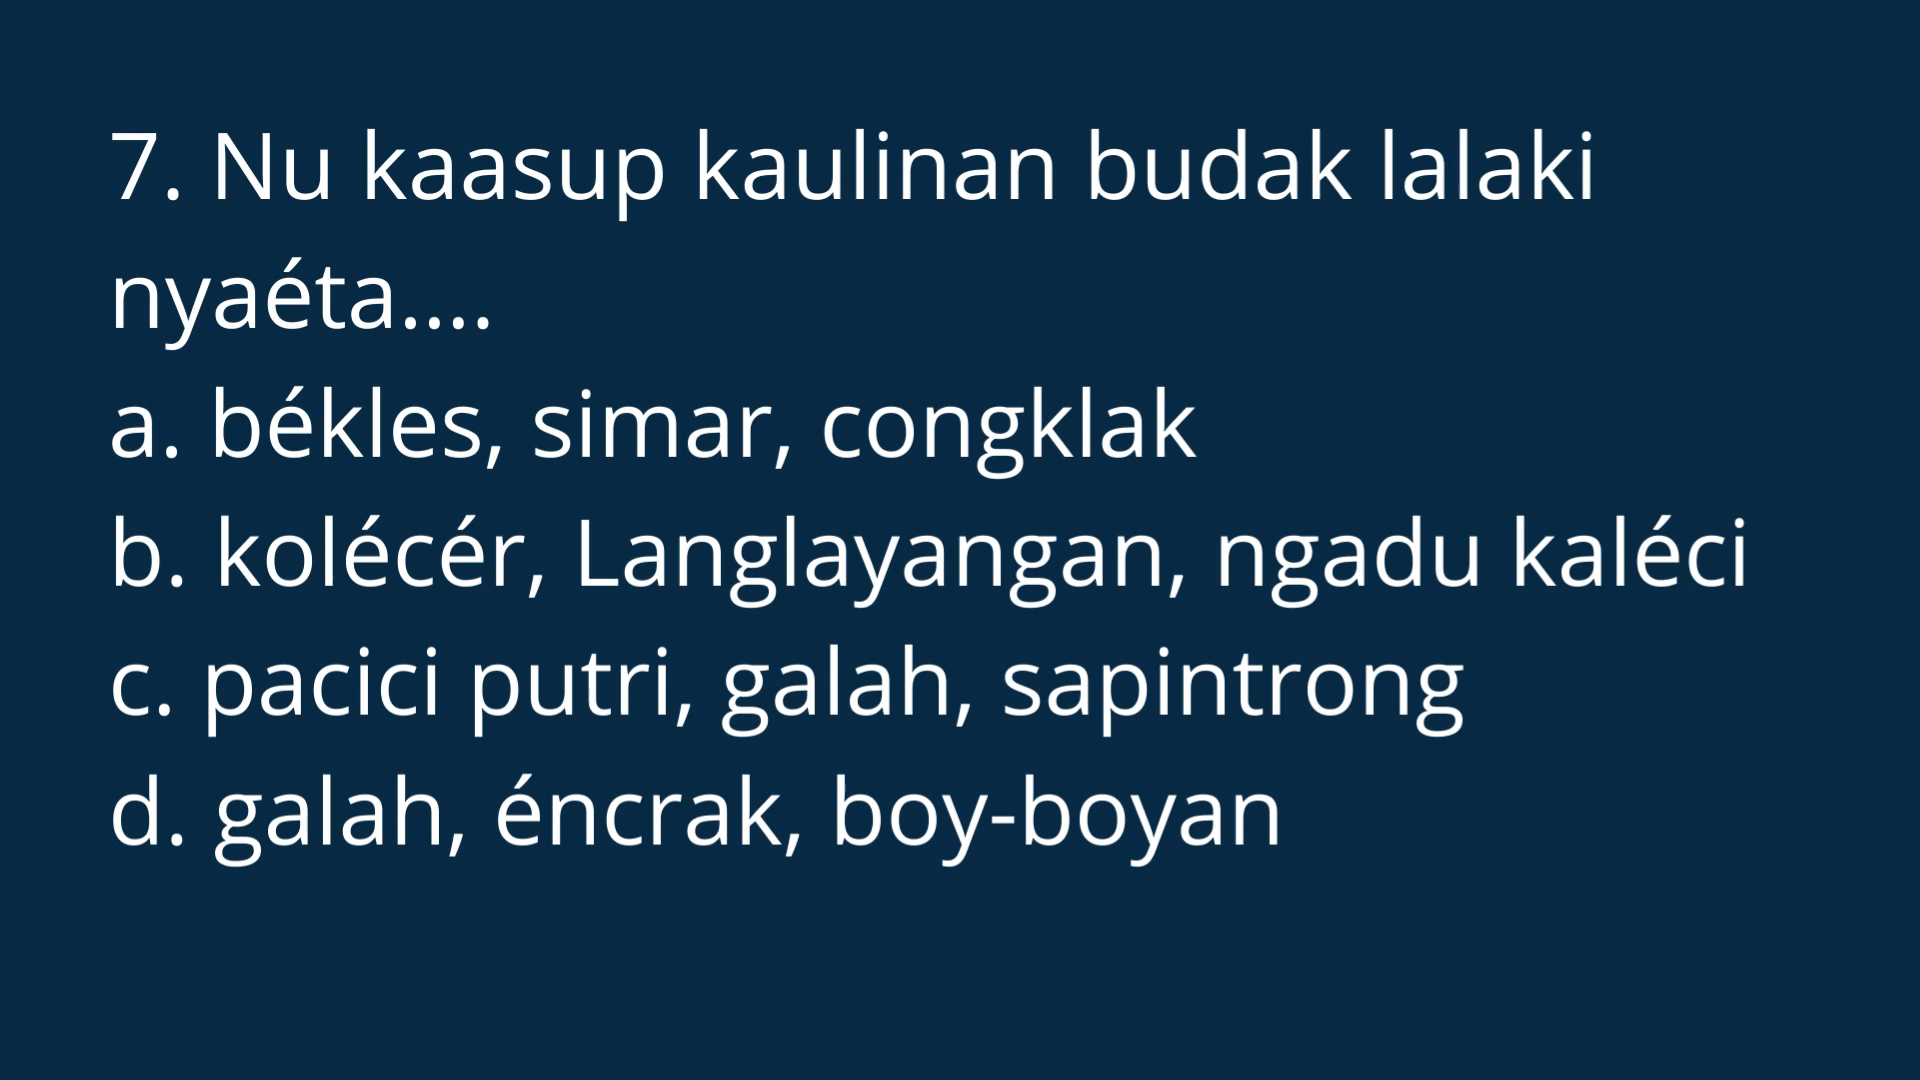 7. Nu kaasup kaulinan budak lalaki
nyaéta....
a. békles, simar, congklak
b. kolécér, Langlayangan, ngadu kaléci
c. pacici putri, galah, sapintrong
d. galah, éncrak, boy-boyan